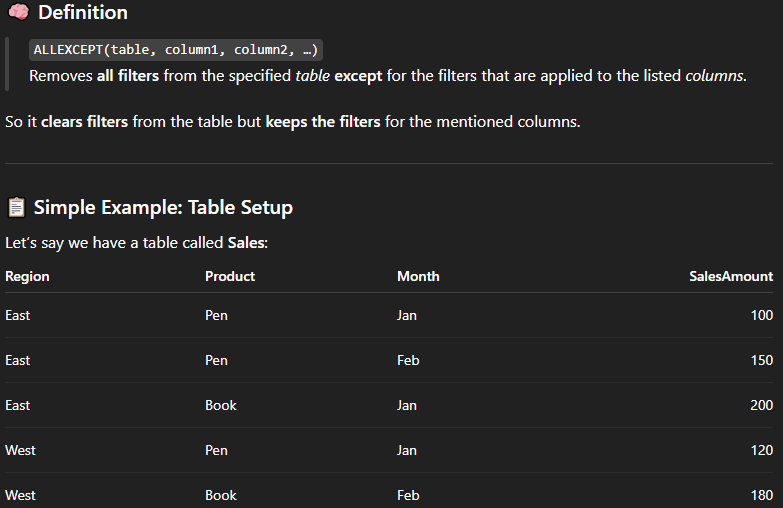 🧠 Definition
ALLEXCEPT(table, column1, column2, …)
Removes all filters from the specified table except for the filters that are applied to the listed columns.
So it clears filters from the table but keeps the filters for the mentioned columns.
📋 Simple Example: Table Setup
Let’s say we have a table called Sales:
Region Product Month SalesAmount
East Pen Jan 100
East Pen Feb 150
East Book Jan 200
West Pen Jan 120
West Book Feb 180